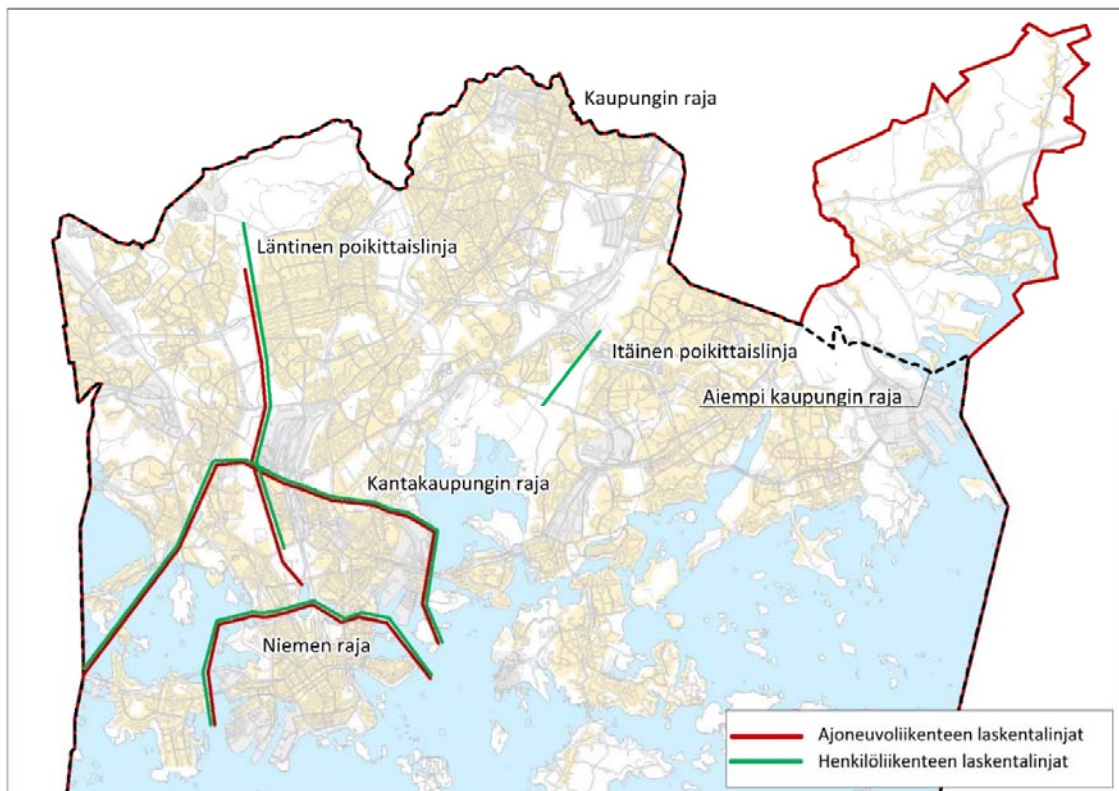 Kaupungin raja
Läntinen poikittaislinja
Itäinen poikittaislinja
Aiempi kaupungin raja
Kantakaupungin raja
Niemen raja
Ajoneuvoliikenteen laskentalinjat
Henkilöliikenteen laskentalinjat